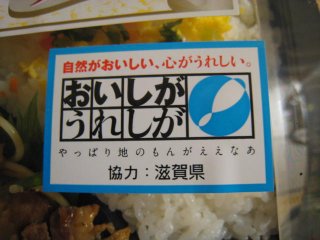 自然がおいしい、心がうれしい。
おいしが
うれしが
やっぱり地のもんがええなあ
協力：滋賀県